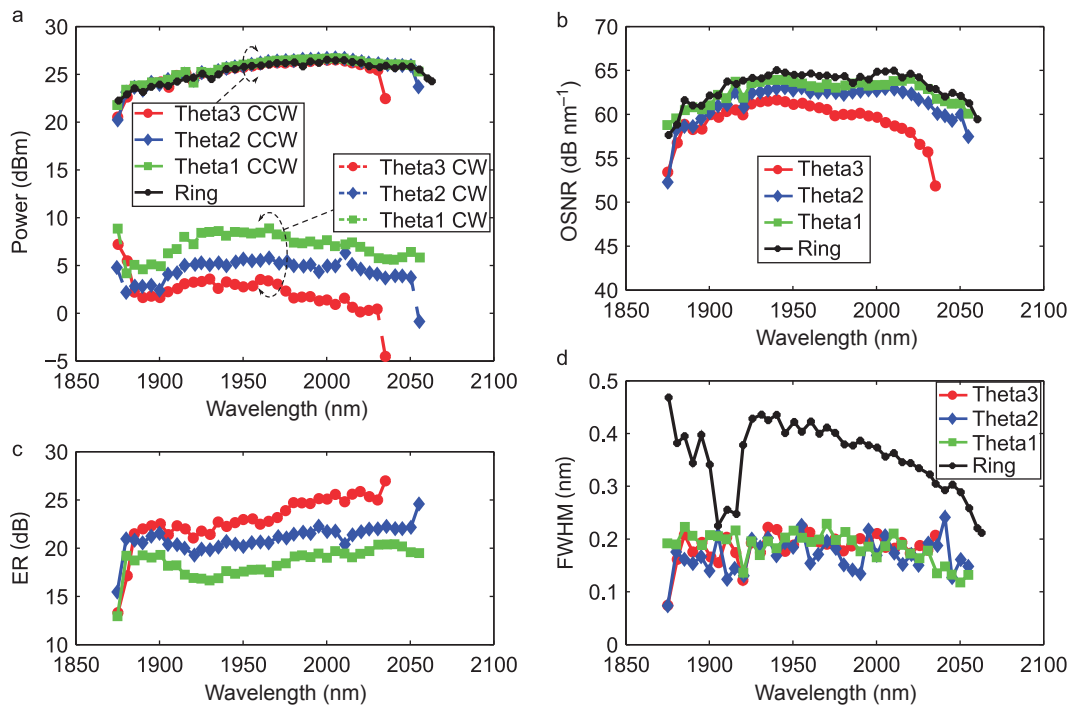 a
30
25
20
15
10
5
0
−5
Power (dBm)
Theta3 CCW
Theta2 CCW
Theta1 CCW
Ring
Theta3 CW
Theta2 CW
Theta1 CW
1850 1900 1950 2000 2050 2100
Wavelength (nm)
b
70
65
60
55
50
45
40
OSNR (dB nm−1)
Theta3
Theta2
Theta1
Ring
1850 1900 1950 2000 2050 2100
Wavelength (nm)
c
30
25
20
15
10
ER (dB)
1850 1900 1950 2000 2050 2100
Wavelength (nm)
d
0.5
0.4
0.3
0.2
0.1
0
FWHM (nm)
Theta3
Theta2
Theta1
Ring
1850 1900 1950 2000 2050 2100
Wavelength (nm)